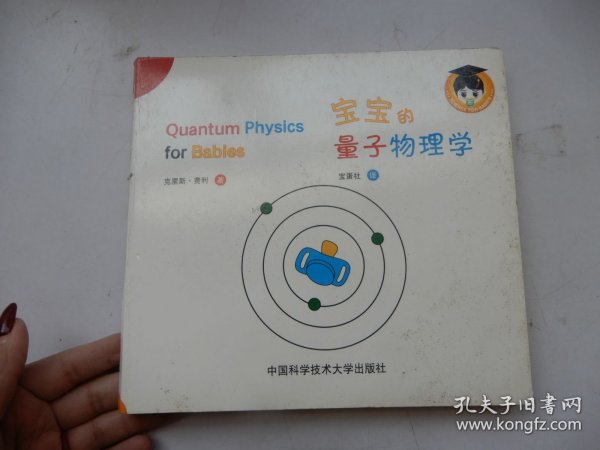 宝宝的
Quantum Physics
量子物理学
for Babies
克里斯·费利 著
宝蛋社 译
中国科学技术大学出版社
孔夫子旧书网
www.kongfz.com